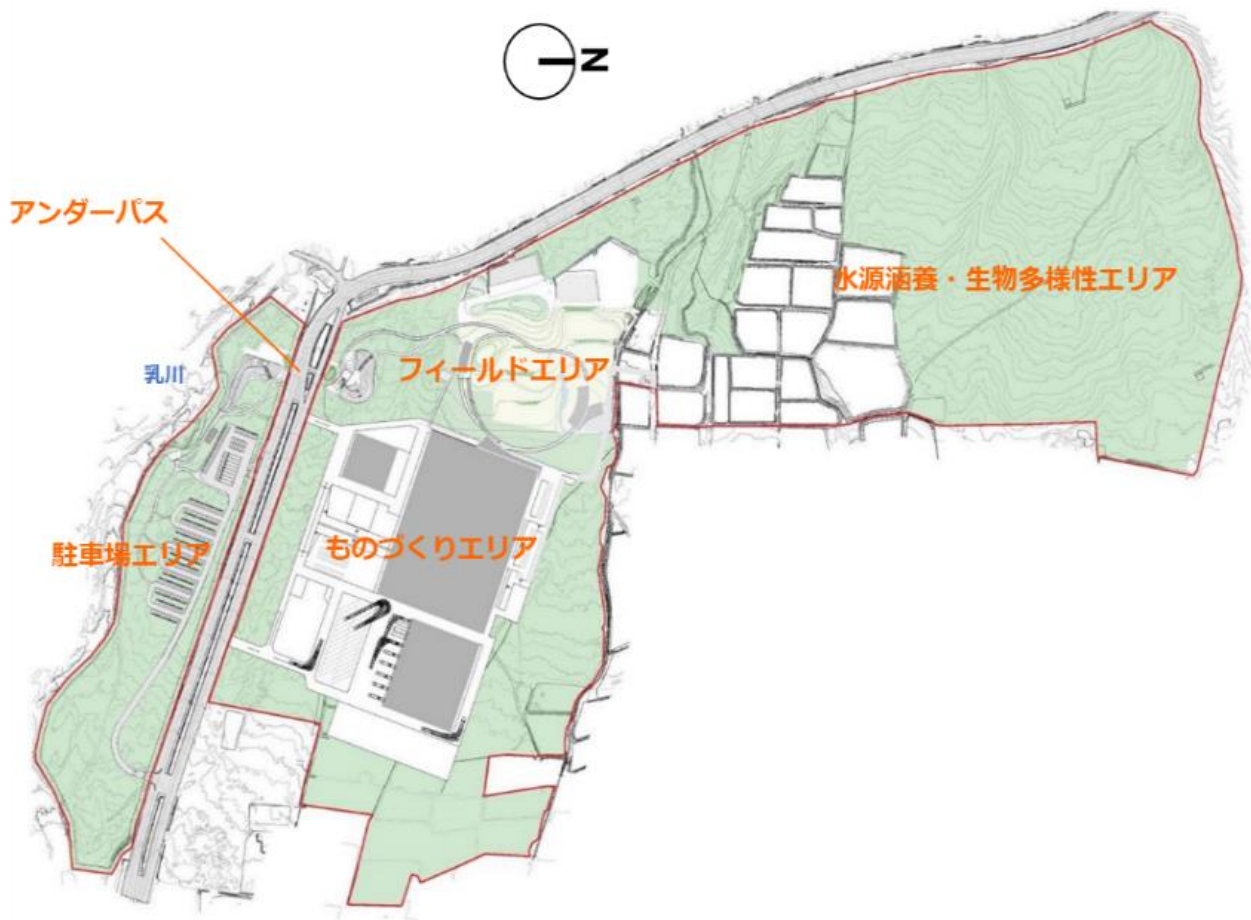 N
アンダーパス
水源涵養・生物多様性エリア
乳川
フィールドエリア
駐車場エリア
ものづくりエリア